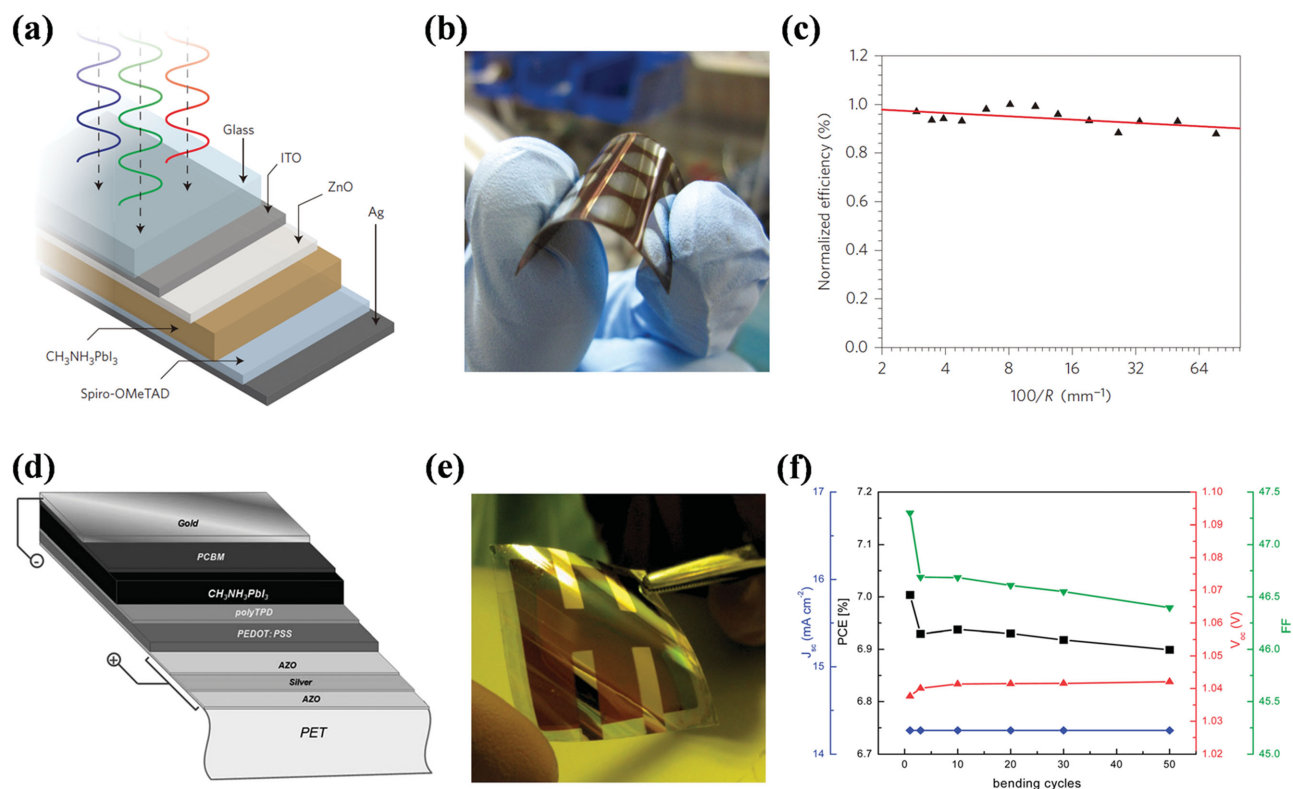 (a)
Glass
ITO
ZnO
Ag
CH₃NH₃PbI₃
Spiro-OMeTAD
(b)
(c)
1.2
1.0
0.8
0.6
0.4
0.2
0.0
Normalized efficiency (%)
2 4 8 16 32 64
100/R (mm⁻¹)
(d)
Gold
PCBM
CH₃NH₃PbI₃
polyTPD
PEDOT:PSS
AZO
Silver
AZO
PET
-
+
(e)
(f)
17
16
15
14
J_sc (mA cm⁻²)
7.2
7.1
7.0
6.9
6.8
6.7
PCE [%]
0 10 20 30 40 50
bending cycles
1.10
1.09
1.08
1.07
1.06
1.05
1.04
1.03
1.02
V_oc (V)
47.5
47.0
46.5
46.0
45.5
45.0
FF